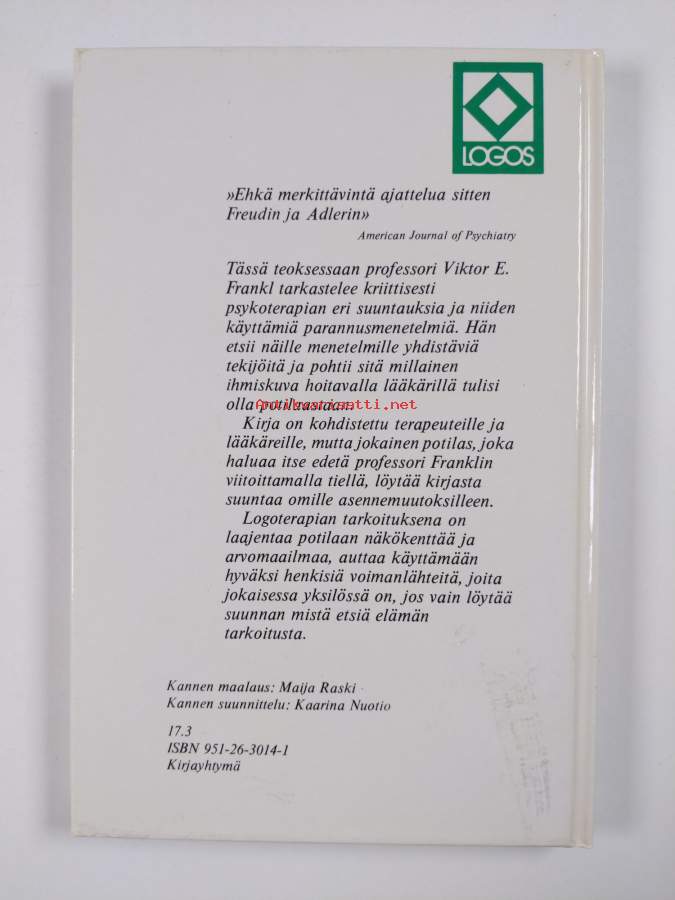 LOGOS
»Ehkä merkittävintä ajattelua sitten
Freudin ja Adlerin»
American Journal of Psychiatry
Tässä teoksessaan professori Viktor E.
Frankl tarkastelee kriittisesti
psykoterapian eri suuntauksia ja niiden
käyttämiä parannusmenetelmiä. Hän
etsii näille menetelmille yhdistäviä
tekijöitä ja pohtii sitä millainen
ihmiskuva hoitavalla lääkärillä tulisi
olla potilaastaan.
Antikvarisatti.net
Kirja on kohdistettu terapeuteille ja
lääkäreille, mutta jokainen potilas, joka
haluaa itse edetä professori Franklin
viitoittamalla tiellä, löytää kirjasta
suuntaa omille asennemuutoksilleen.
Logoterapian tarkoituksena on
laajentaa potilaan näkökenttää ja
arvomaailmaa, auttaa käyttämään
hyväksi henkisiä voimanlähteitä, joita
jokaisessa yksilössä on, jos vain löytää
suunnan mistä etsiä elämän
tarkoitusta.
Kannen maalaus: Maija Raski
Kannen suunnittelu: Kaarina Nuotio
17.3
ISBN 951-26-3014-1
Kirjayhtymä